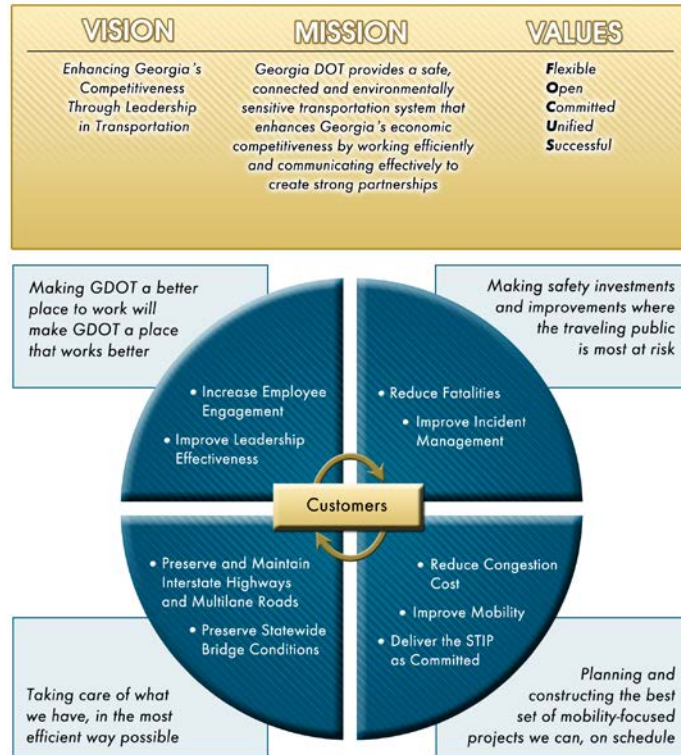 VISION
Enhancing Georgia's
Competitiveness
Through Leadership
in Transportation
MISSION
Georgia DOT provides a safe,
connected and environmentally
sensitive transportation system that
enhances Georgia's economic
competitiveness by working efficiently
and communicating effectively to
create strong partnerships
VALUES
Flexible
Open
Committed
Unified
Successful
Making GDOT a better
place to work will
make GDOT a place
that works better
Making safety investments
and improvements where
the traveling public
is most at risk
• Increase Employee
Engagement
• Improve Leadership
Effectiveness
• Reduce Fatalities
• Improve Incident
Management
Customers
• Preserve and Maintain
Interstate Highways
and Multilane Roads
• Preserve Statewide
Bridge Conditions
• Reduce Congestion
Cost
• Improve Mobility
• Deliver the STIP
as Committed
Taking care of what
we have, in the most
efficient way possible
Planning and
constructing the best
set of mobility-focused
projects we can, on schedule